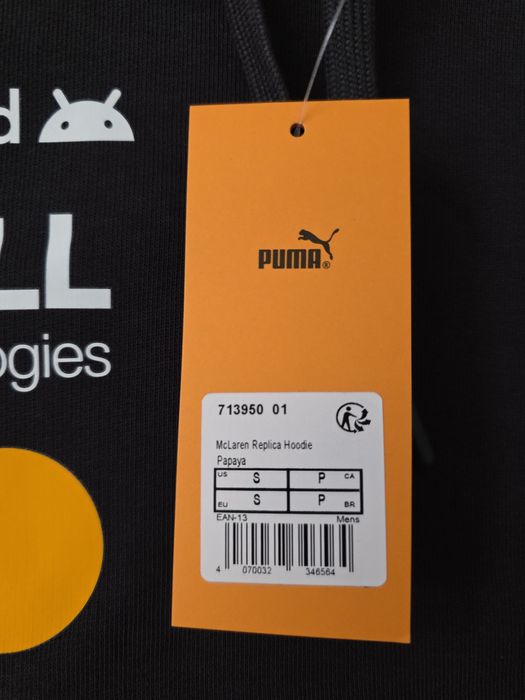 d
LL
ogies
PUMA®
713950 01
McLaren Replica Hoodie
Papaya
US S P CA
EU S P BR
EAN-13 Mens
4 070032 346564